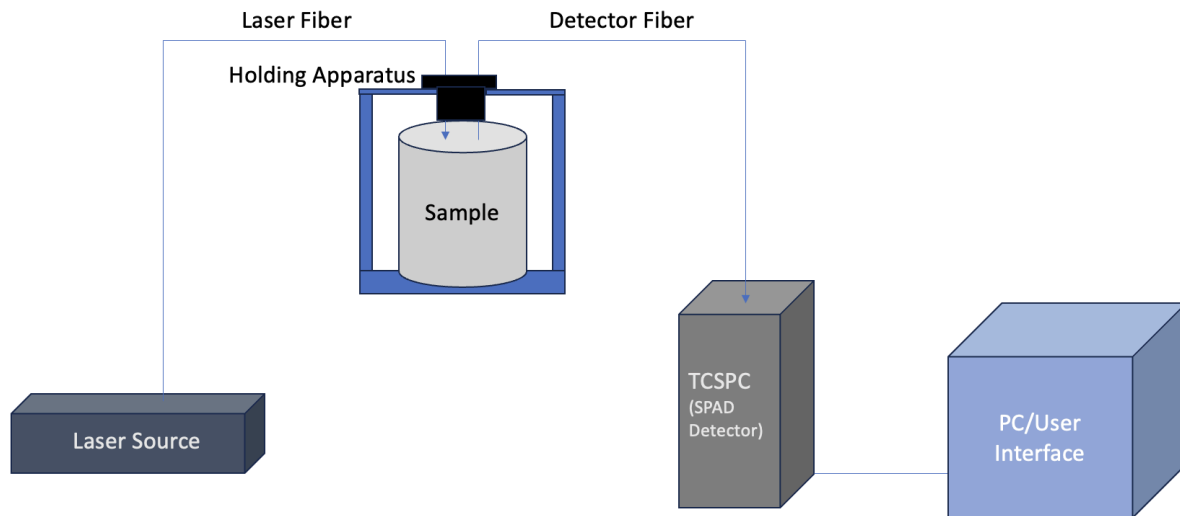 Laser Fiber
Detector Fiber
Holding Apparatus
Sample
Laser Source
TCSPC
(SPAD
Detector)
PC/User
Interface